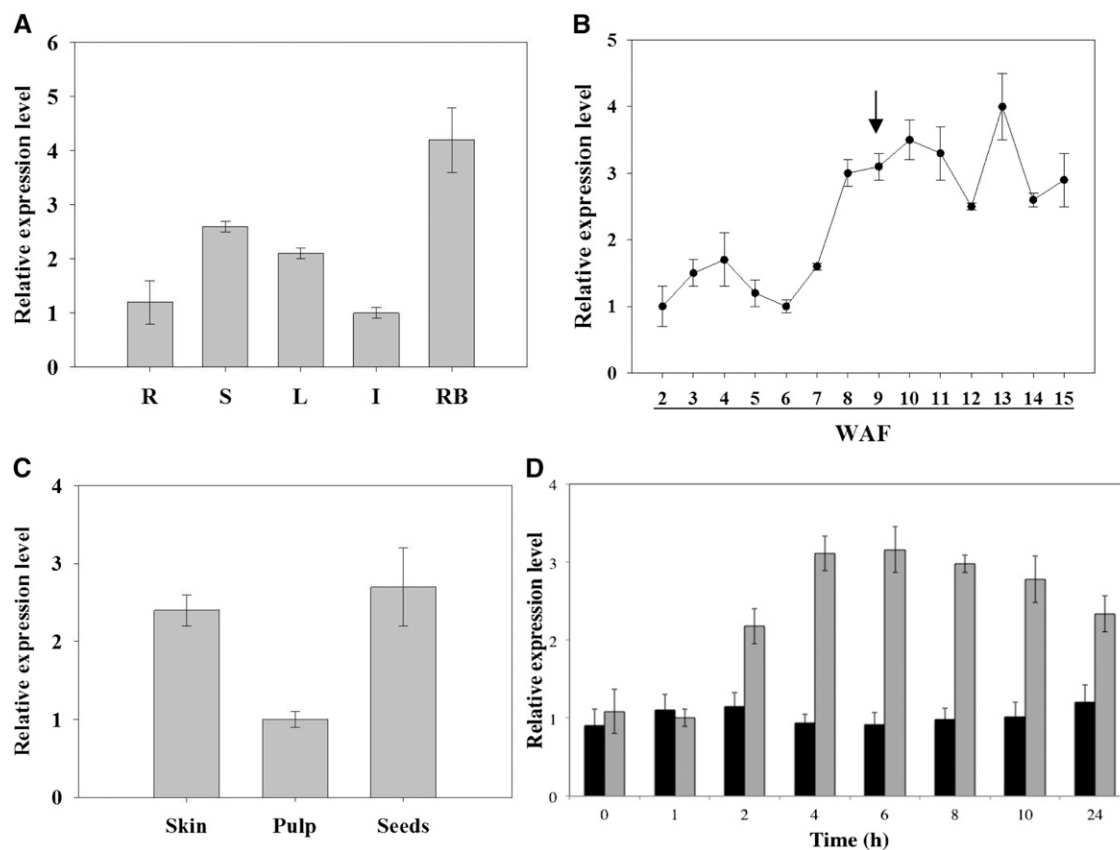 A
Relative expression level
6
5
4
3
2
1
0
R S L I RB
B
Relative expression level
5
4
3
2
1
0
2 3 4 5 6 7 8 9 10 11 12 13 14 15
WAF
C
Relative expression level
4
3
2
1
0
Skin Pulp Seeds
D
Relative expression level
4
3
2
1
0
0 1 2 4 6 8 10 24
Time (h)